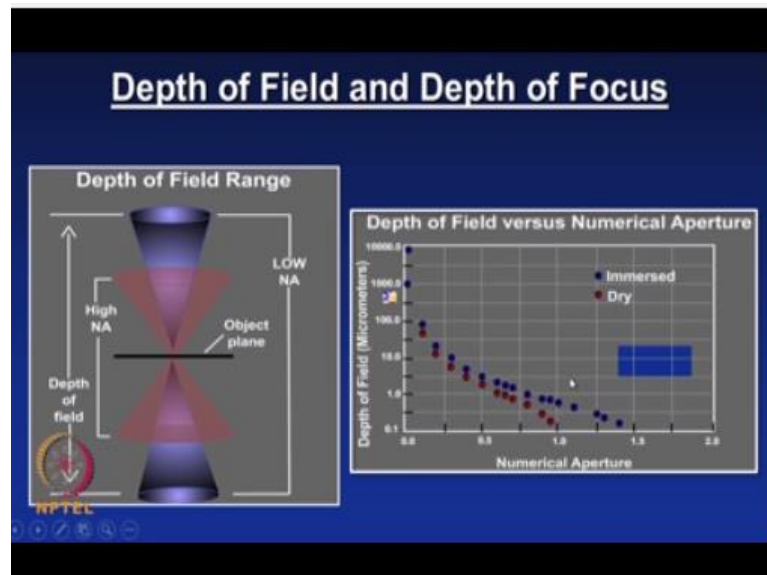 Depth of Field and Depth of Focus
Depth of Field Range
LOW
NA
High
NA
Object
plane
Depth
of
field
NPTEL
Depth of Field versus Numerical Aperture
Depth of Field (Micrometers)
10000.0
1000.0
100.0
10.0
1.0
0.1
Immersed
Dry
0.0
0.5
1.0
1.5
2.0
Numerical Aperture